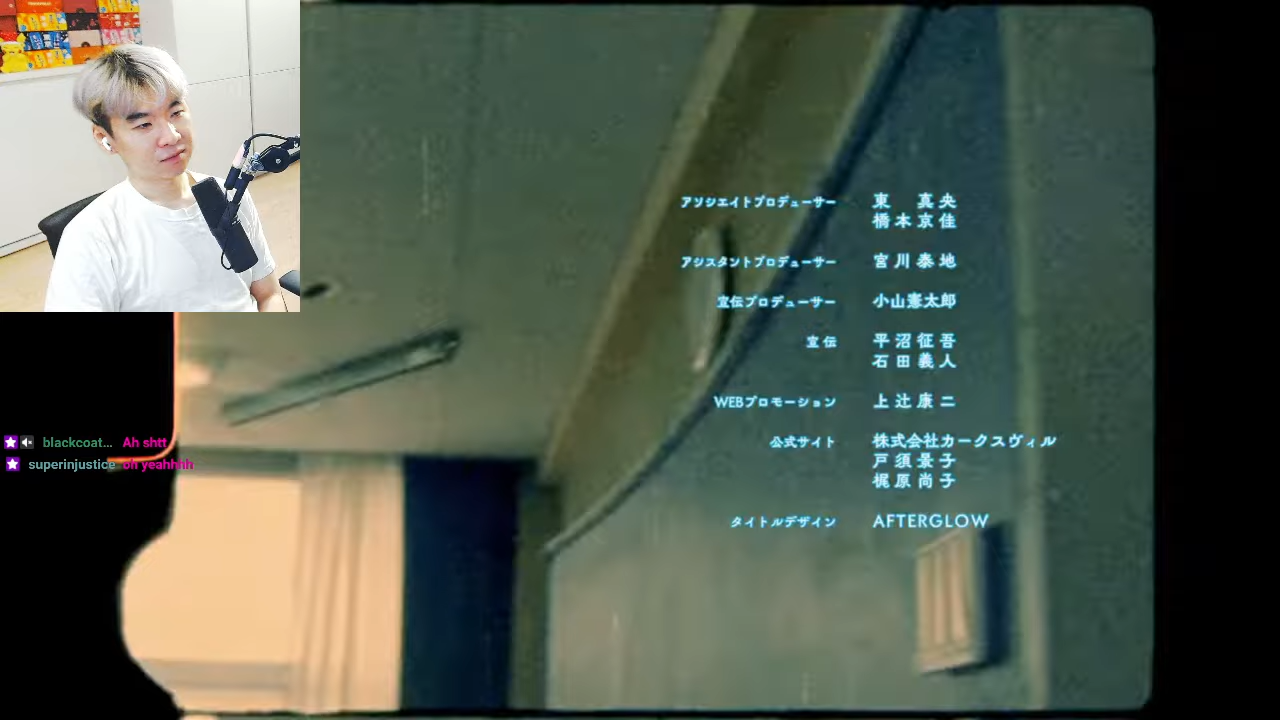 アソシエイトプロデューサー 東 真央
橋本京佳
アシスタントプロデューサー 宮川泰地
宣伝プロデューサー 小山憲太郎
宣伝 平沼征吾
石田義人
WEBプロモーション 上辻康二
公式サイト 株式会社カークスヴィル
戸須景子
梶原尚子
タイトルデザイン AFTERGLOW
blackcoat... Ah shtt
superinjustice oh yeahhhh